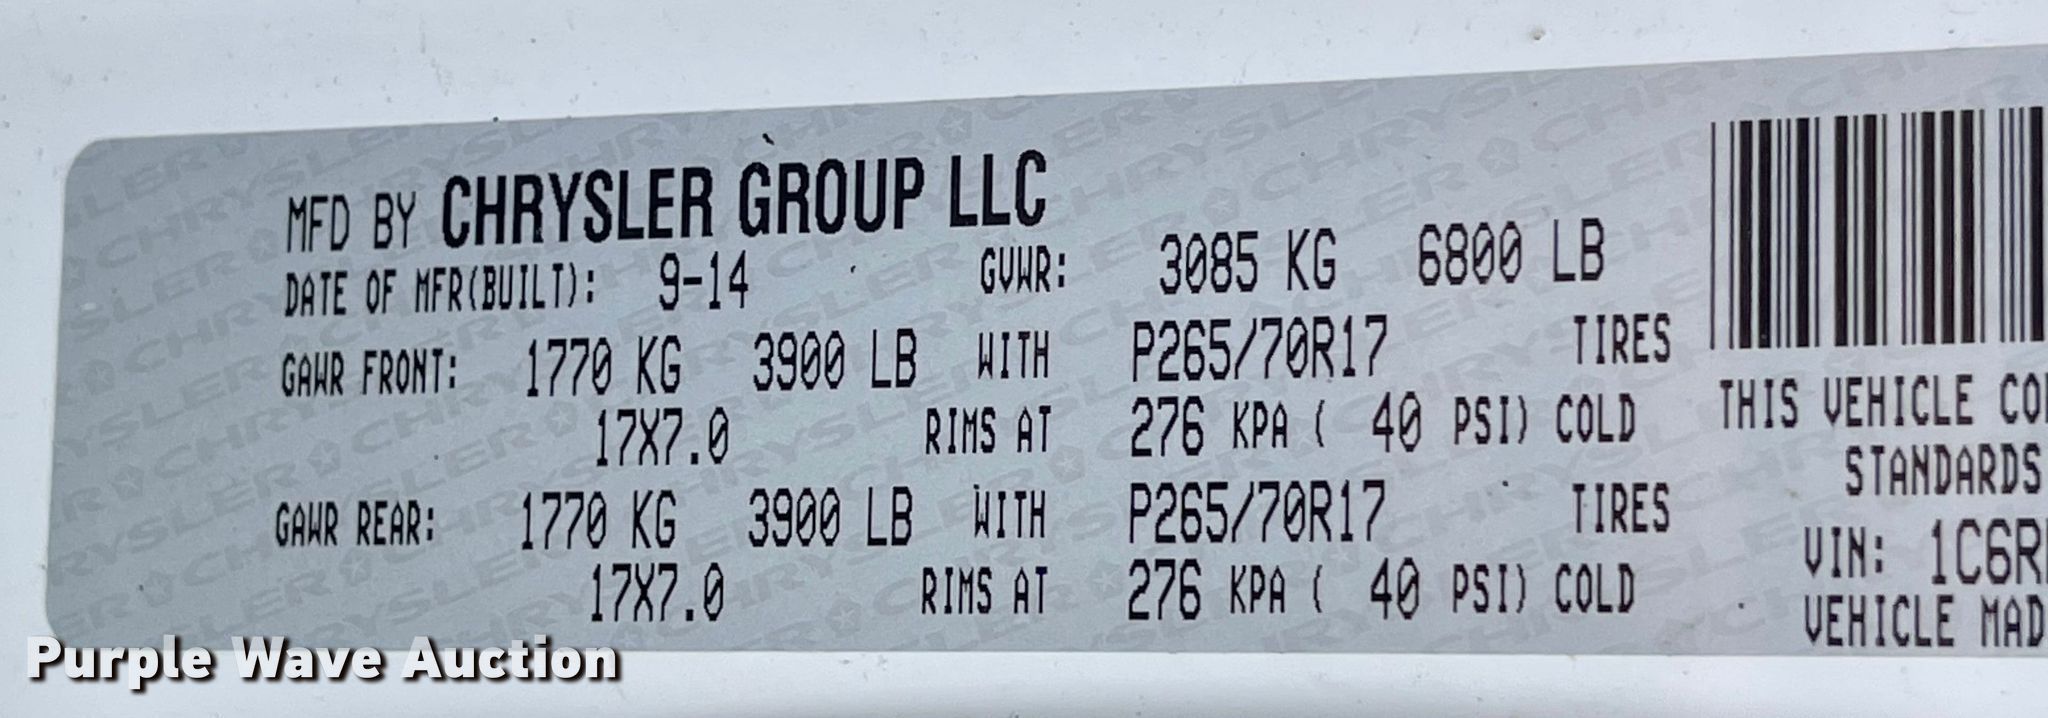 MFD BY CHRYSLER GROUP LLC
DATE OF MFR(BUILT): 9-14 GVWR: 3085 KG 6800 LB
GAWR FRONT: 1770 KG 3900 LB WITH P265/70R17 TIRES
17X7.0 RIMS AT 276 KPA ( 40 PSI) COLD
GAWR REAR: 1770 KG 3900 LB WITH P265/70R17 TIRES
17X7.0 RIMS AT 276 KPA ( 40 PSI) COLD
THIS VEHICLE
STANDARDS
VIN: 1C6R
VEHICLE MAD
Purple Wave Auction